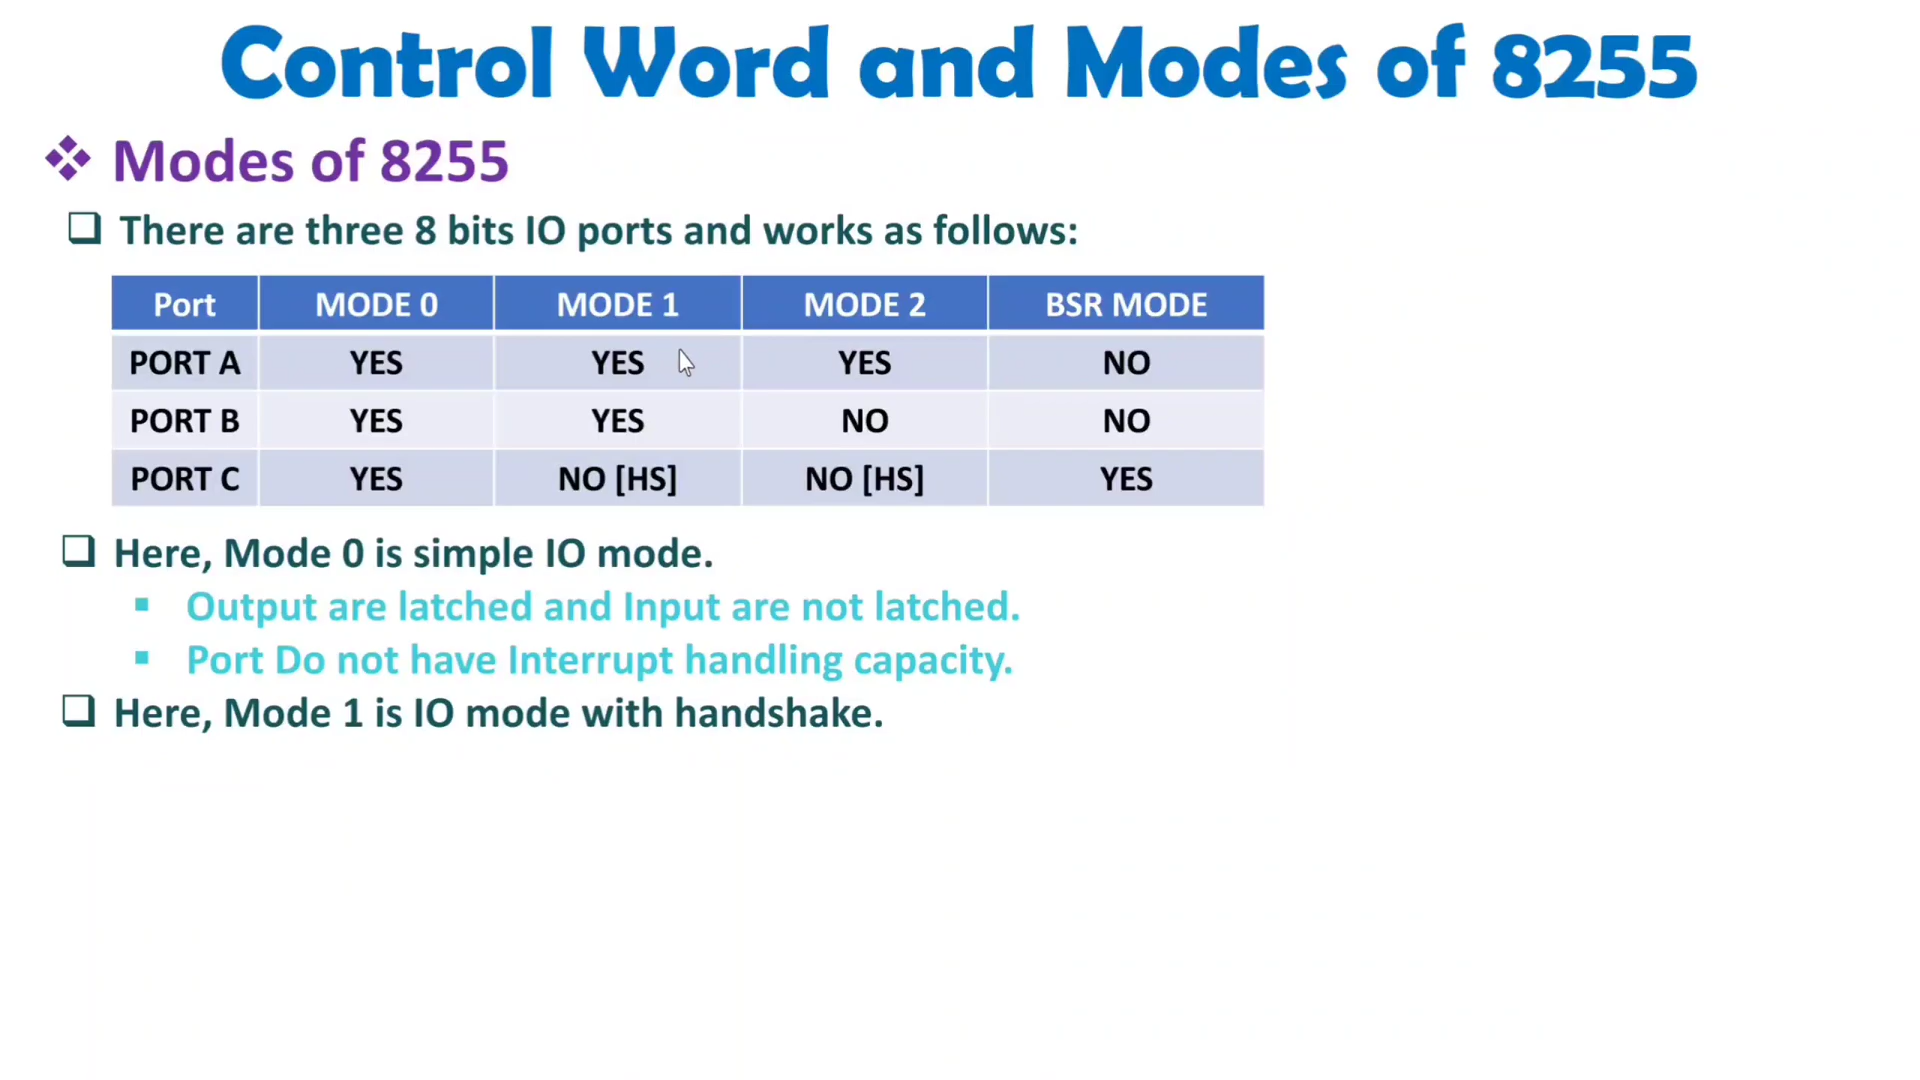 Control Word and Modes of 8255
Modes of 8255
There are three 8 bits IO ports and works as follows:
Port MODE 0 MODE 1 MODE 2 BSR MODE
PORT A YES YES YES NO
PORT B YES YES NO NO
PORT C YES NO [HS] NO [HS] YES
Here, Mode 0 is simple IO mode.
Output are latched and Input are not latched.
Port Do not have Interrupt handling capacity.
Here, Mode 1 is IO mode with handshake.